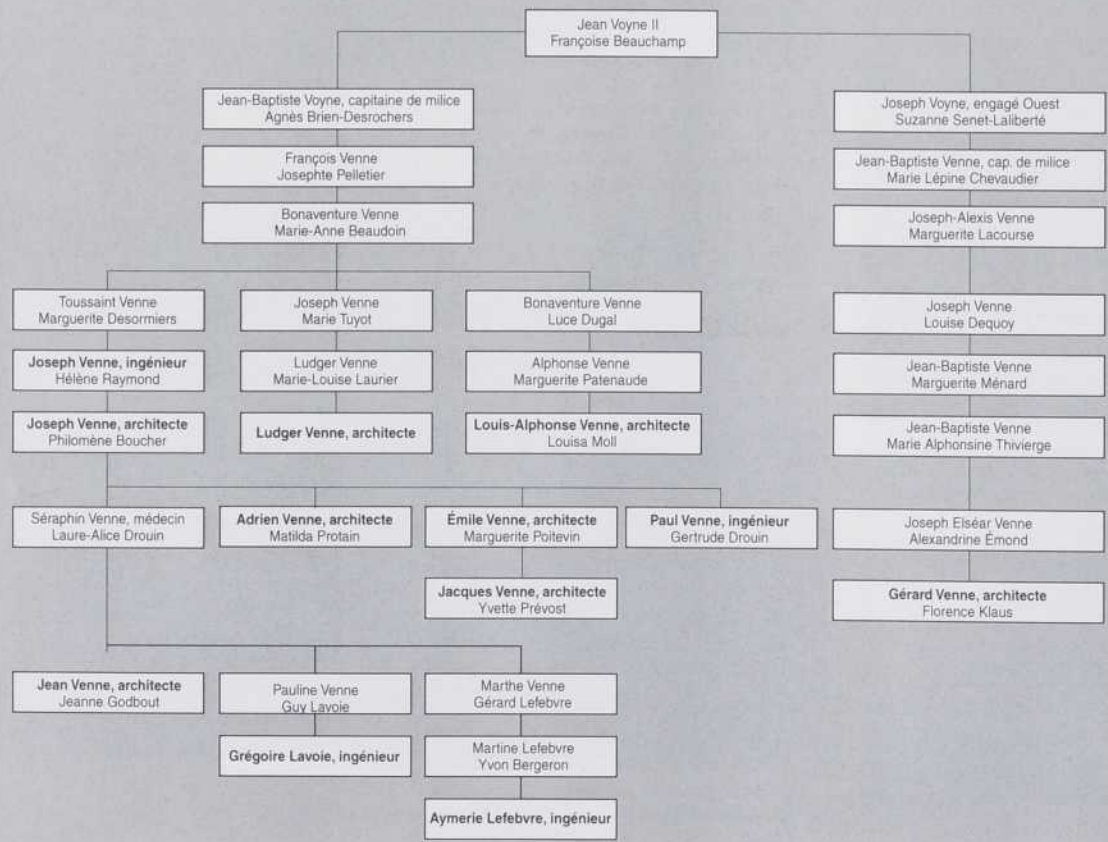 Jean Voyne II
Françoise Beauchamp
Jean-Baptiste Voyne, capitaine de milice
Agnès Brien-Desrochers
François Venne
Josephte Pelletier
Bonaventure Venne
Marie-Anne Beaudoin
Joseph Voyne, engagé Ouest
Suzanne Senet-Laliberté
Jean-Baptiste Venne, cap. de milice
Marie Lépine Chevaudier
Joseph-Alexis Venne
Marguerite Lacourse
Toussaint Venne
Marguerite Desormiers
Joseph Venne
Marie Tuyot
Bonaventure Venne
Luce Dugal
Joseph Venne
Louise Dequoy
Joseph Venne, ingénieur
Hélène Raymond
Ludger Venne
Marie-Louise Laurier
Alphonse Venne
Marguerite Patenaude
Jean-Baptiste Venne
Marguerite Ménard
Joseph Venne, architecte
Philomène Boucher
Ludger Venne, architecte
Louis-Alphonse Venne, architecte
Louisa Moll
Jean-Baptiste Venne
Marie Alphonsine Thivierge
Séraphin Venne, médecin
Laure-Alice Drouin
Adrien Venne, architecte
Matilda Protain
Émile Venne, architecte
Marguerite Poitevin
Paul Venne, ingénieur
Gertrude Drouin
Joseph Elséar Venne
Alexandrine Émond
Jacques Venne, architecte
Yvette Prévost
Gérard Venne, architecte
Florence Klaus
Jean Venne, architecte
Jeanne Godbout
Pauline Venne
Guy Lavoie
Marthe Venne
Gérard Lefebvre
Grégoire Lavoie, ingénieur
Martine Lefebvre
Yvon Bergeron
Aymerie Lefebvre, ingénieur